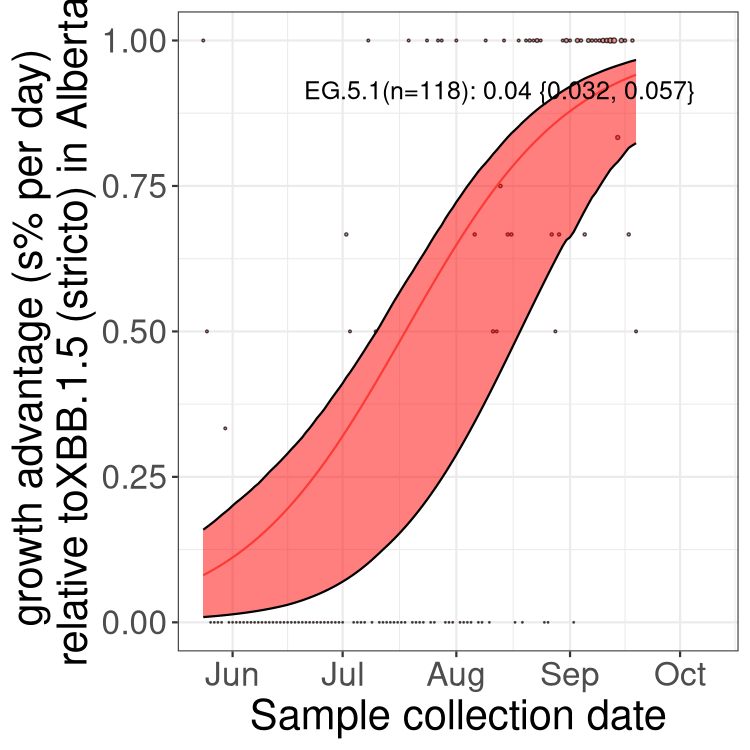 growth advantage (s% per day)
relative toXBB.1.5 (stricto) in Alberta
1.00
0.75
0.50
0.25
0.00
EG.5.1(n=118): 0.04 {0.032, 0.057}
Jun Jul Aug Sep Oct
Sample collection date